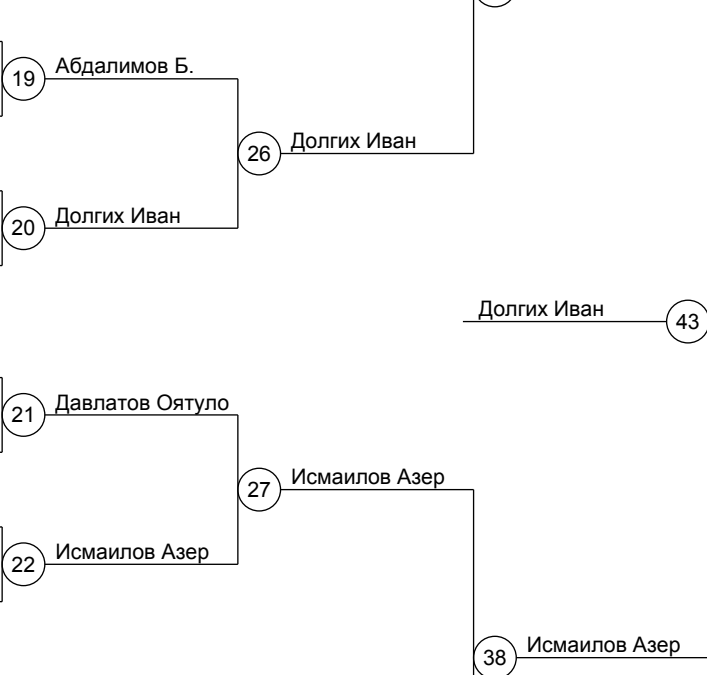 19 Абдалимов Б.
26 Долгих Иван
20 Долгих Иван
Долгих Иван 43
21 Давлатов Оятуло
27 Исмаилов Азер
22 Исмаилов Азер
38 Исмаилов Азер